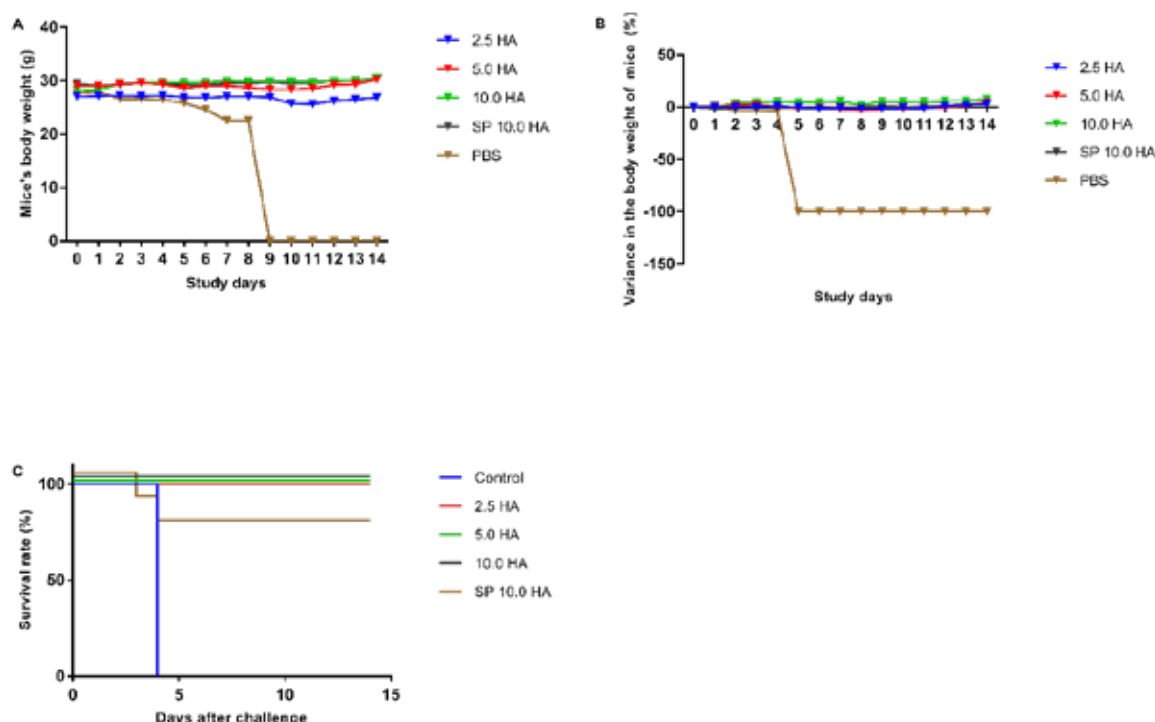 A
Mice's body weight (g)
40
30
20
10
0
0 1 2 3 4 5 6 7 8 9 10 11 12 13 14
Study days
2.5 HA
5.0 HA
10.0 HA
SP 10.0 HA
PBS
B
Variance in the body weight of mice (%)
50
0
-50
-100
-150
0 1 2 3 4 5 6 7 8 9 10 11 12 13 14
Study days
2.5 HA
5.0 HA
10.0 HA
SP 10.0 HA
PBS
C
Survival rate (%)
100
50
0
0 5 10 15
Days after challenge
Control
2.5 HA
5.0 HA
10.0 HA
SP 10.0 HA